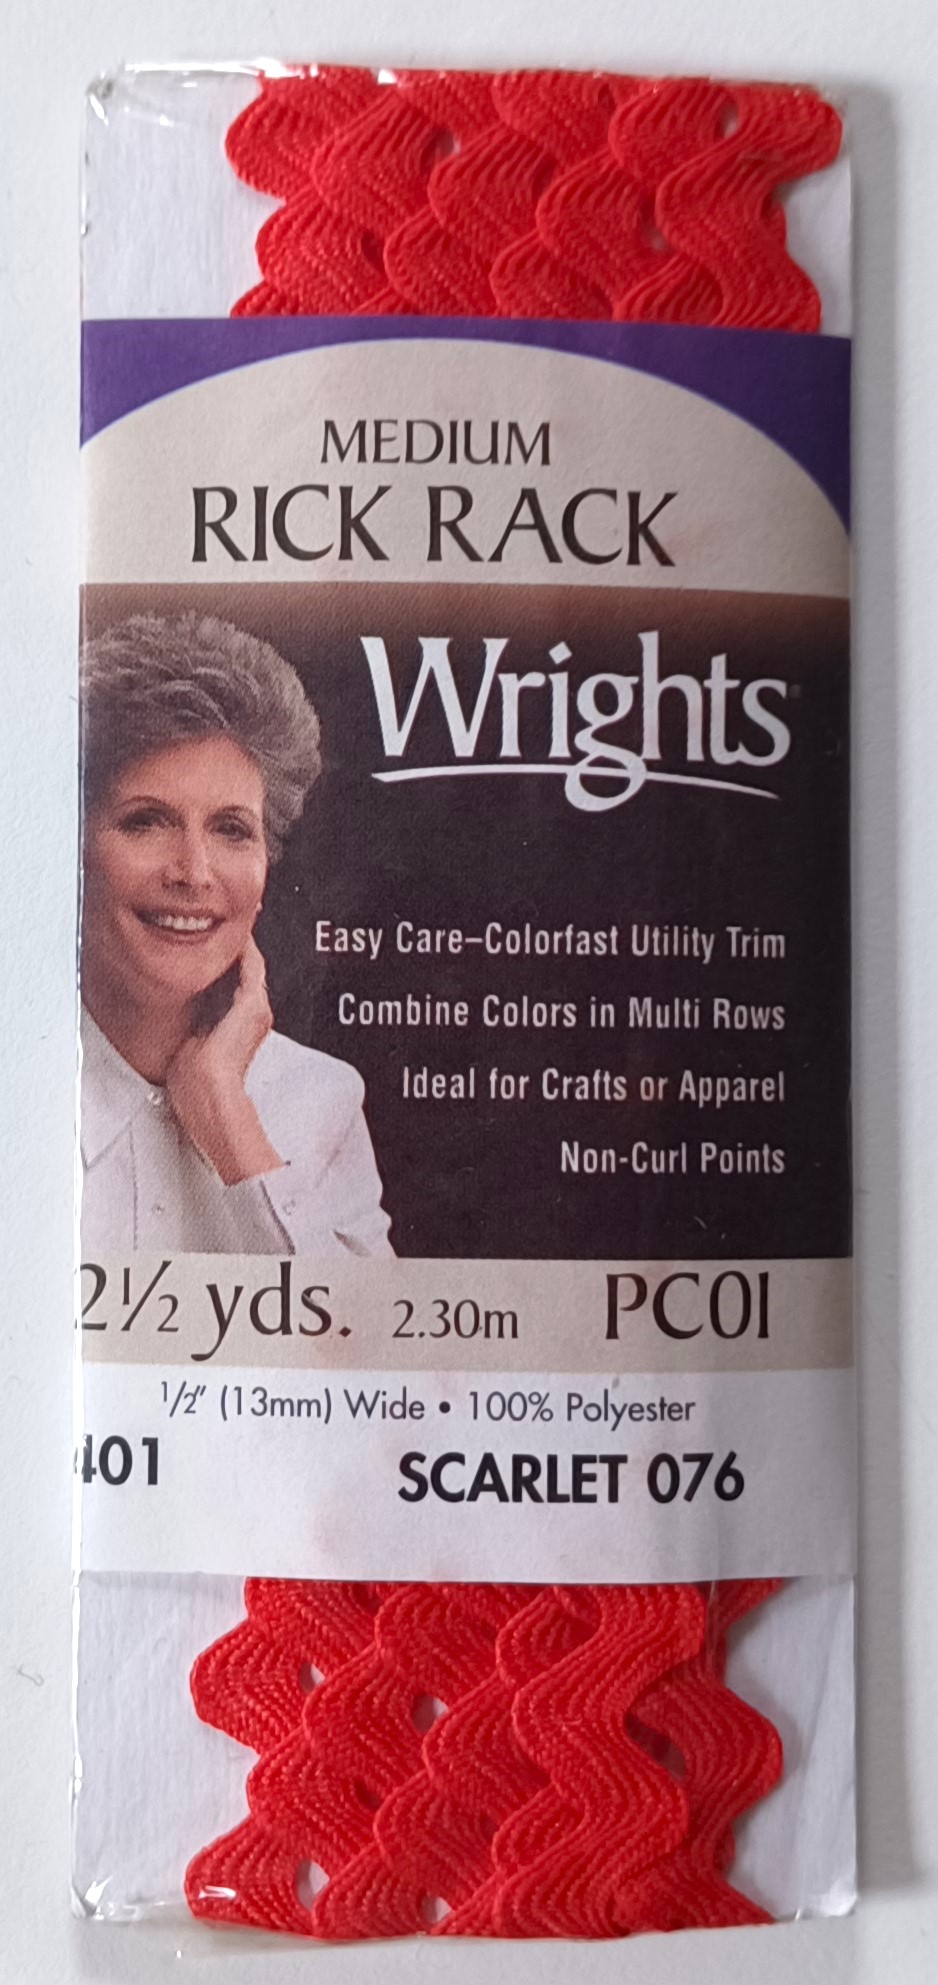 MEDIUM
RICK RACK
Wrights
Easy Care–Colorfast Utility Trim
Combine Colors in Multi Rows
Ideal for Crafts or Apparel
Non-Curl Points
2½ yds. 2.30m PC01
1/2" (13mm) Wide • 100% Polyester
401 SCARLET 076